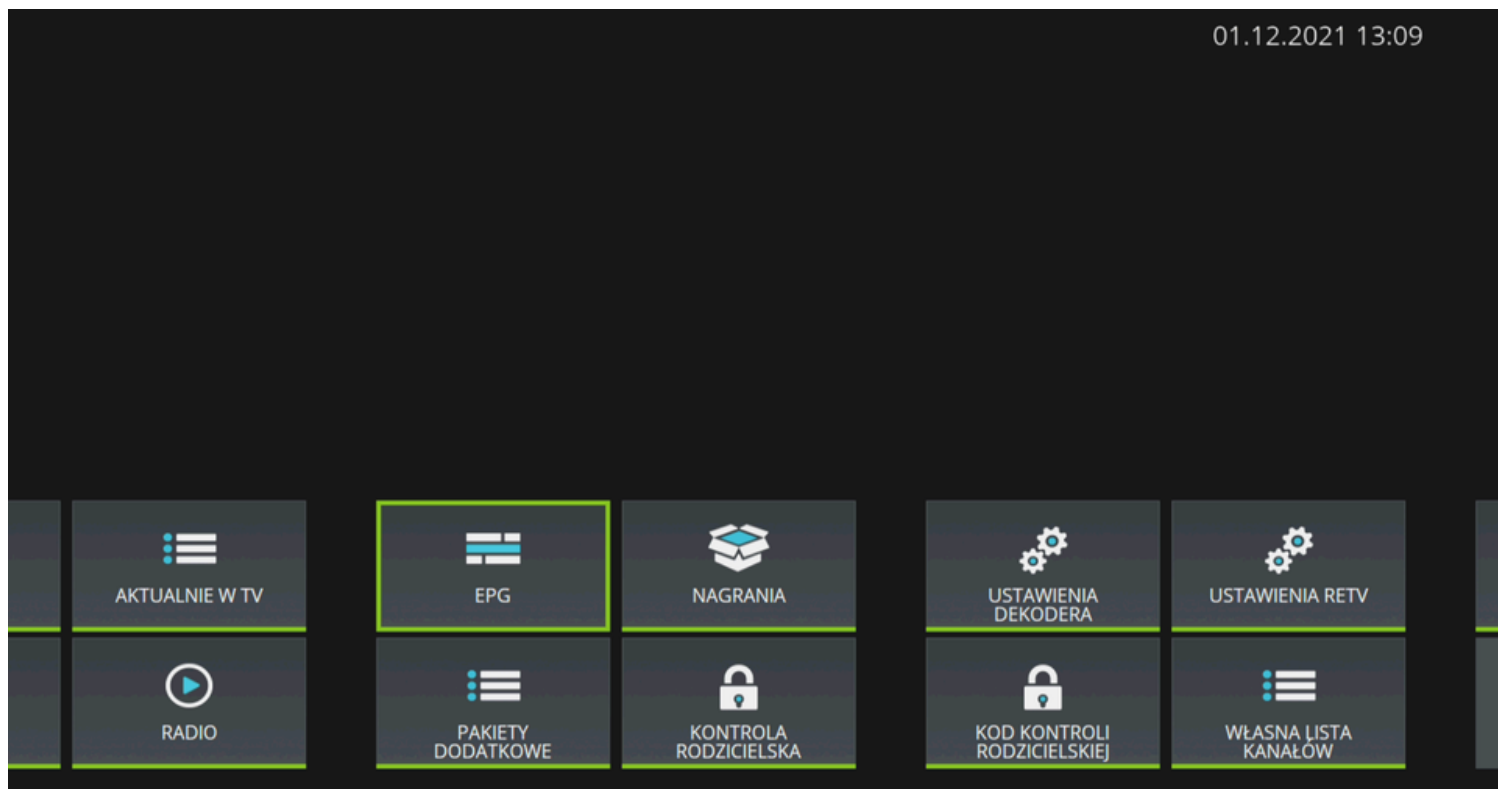 01.12.2021 13:09
AKTUALNIE W TV
EPG
NAGRANIA
USTAWIENIA
DEKODERA
USTAWIENIA RETV
RADIO
PAKIETY
DODATKOWE
KONTROLA
RODZICIELSKA
KOD KONTROLI
RODZICIELSKIEJ
WŁASNA LISTA
KANAŁÓW